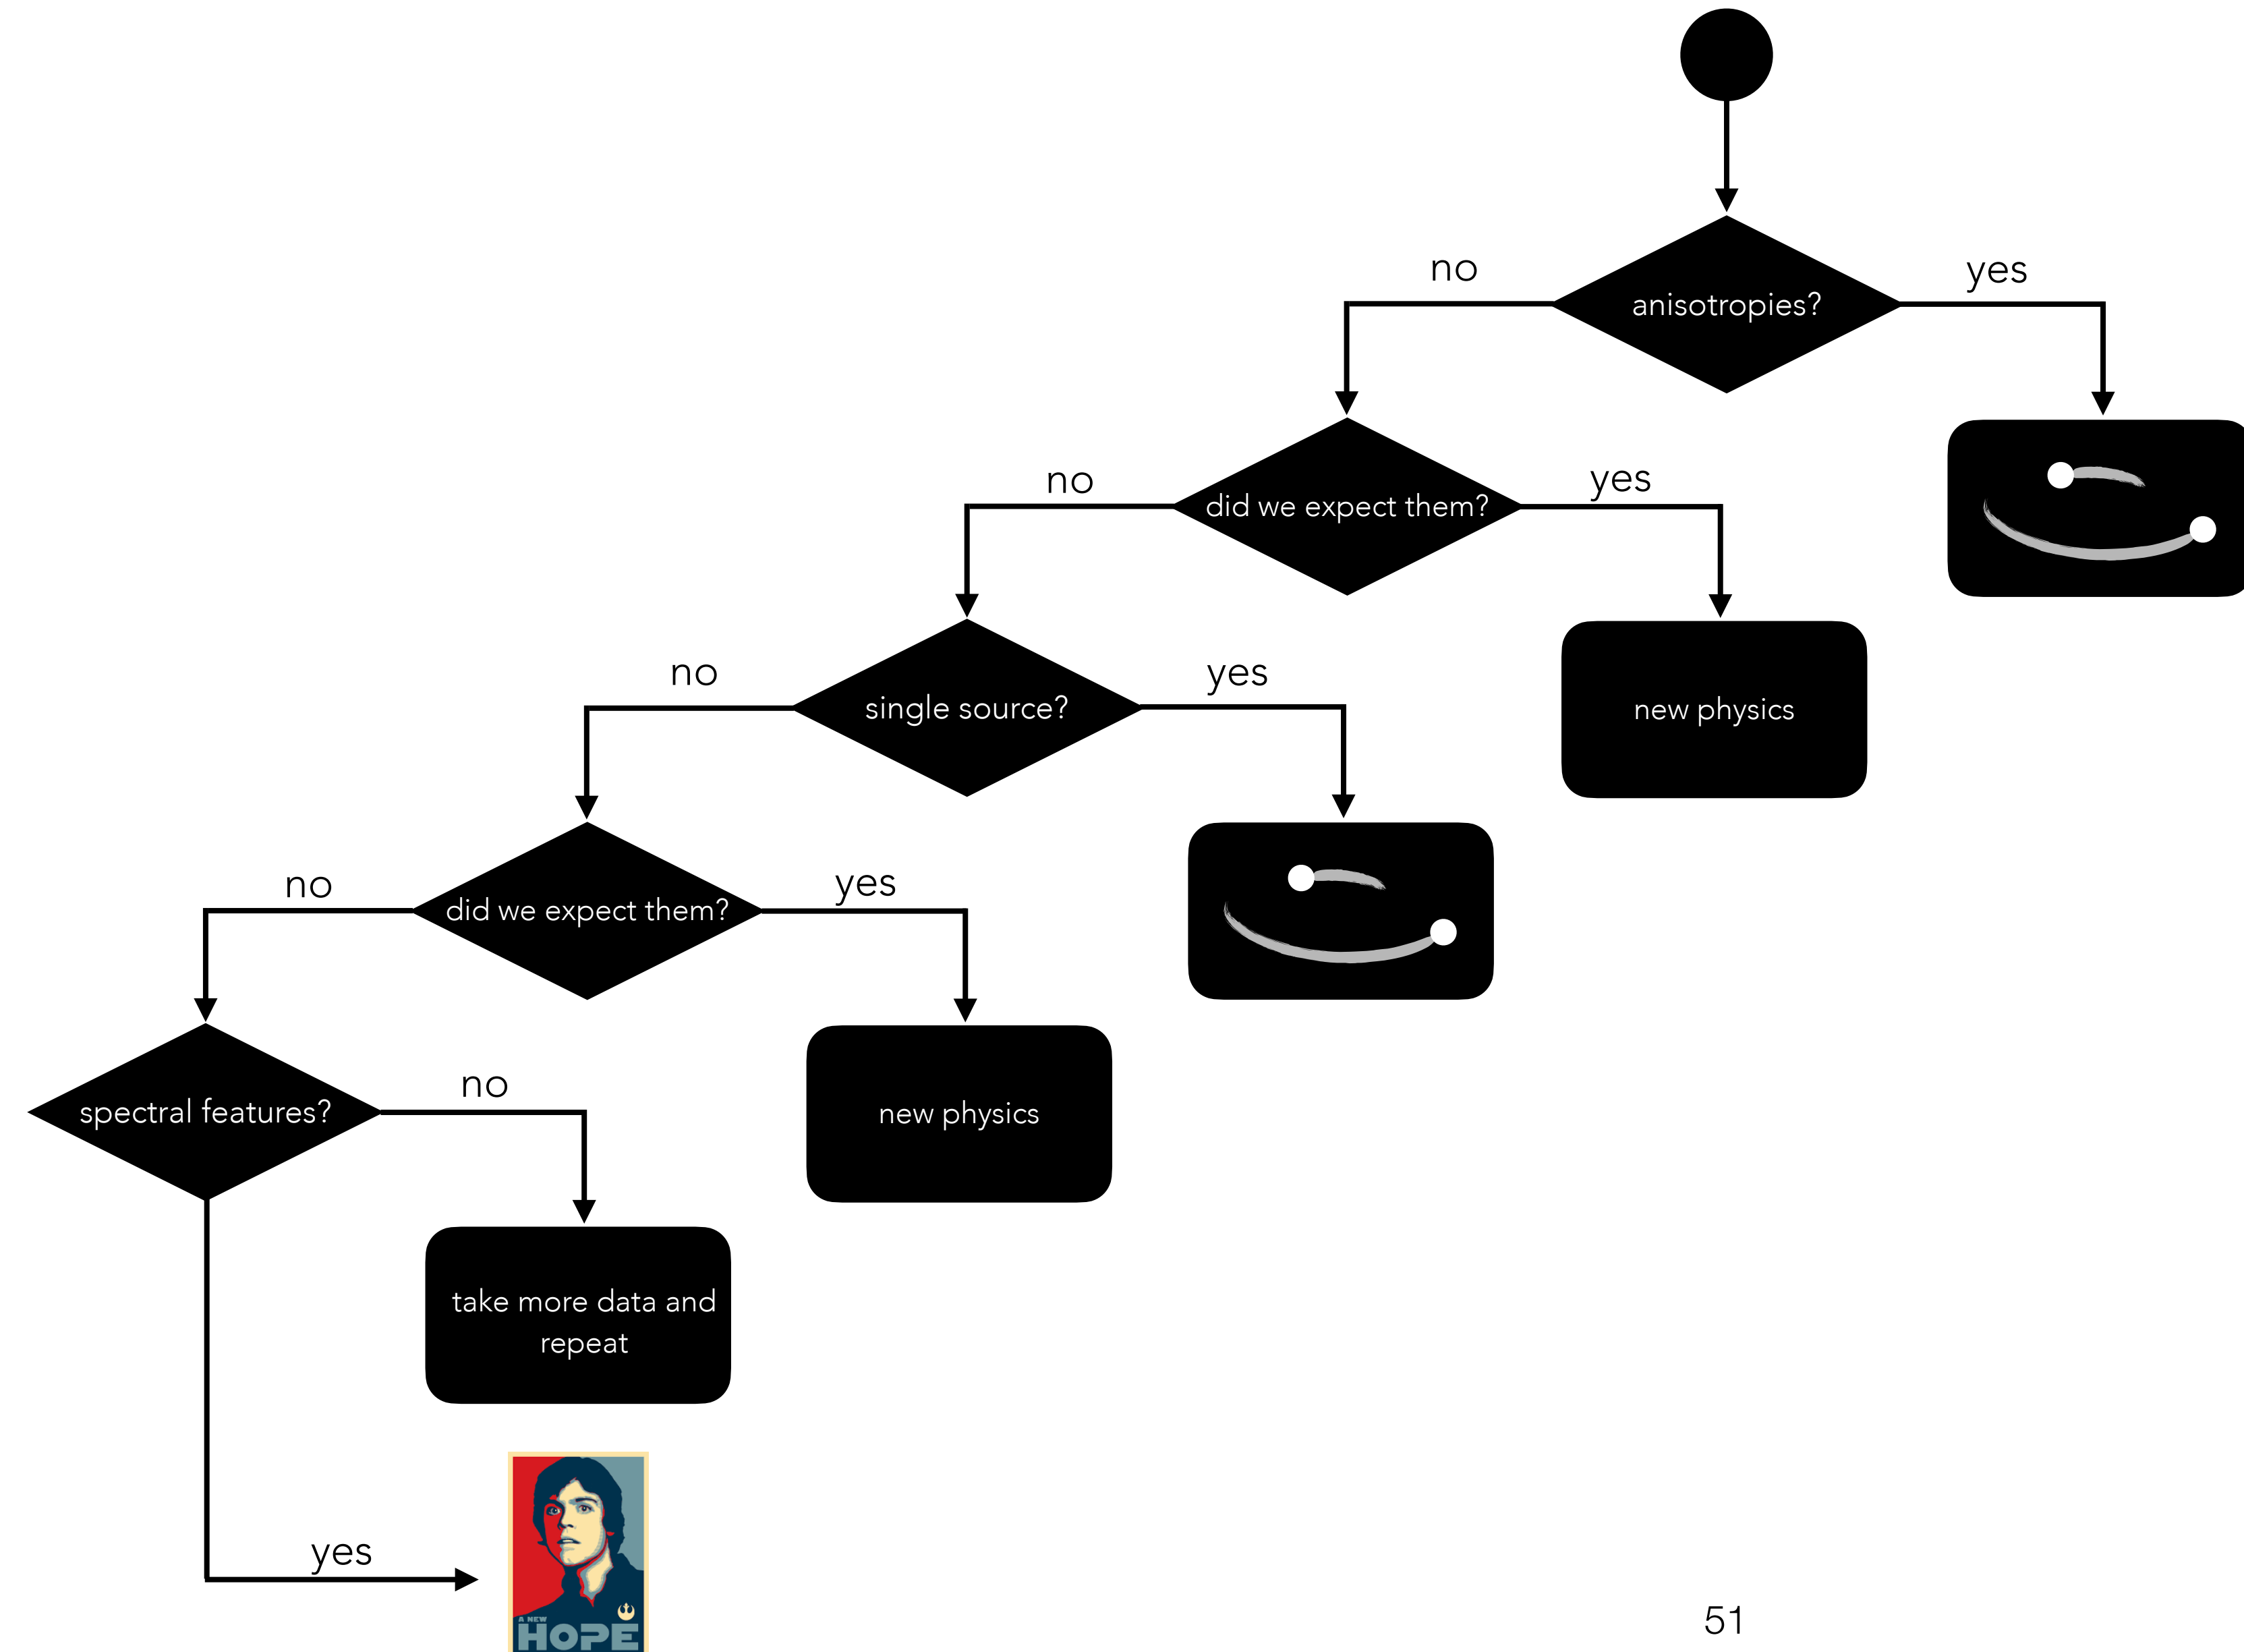 no
anisotropies?
yes
no
did we expect them?
yes
no
single source?
yes
new physics
no
did we expect them?
yes
spectral features?
no
new physics
take more data and
repeat
yes
A NEW
HOPE
51